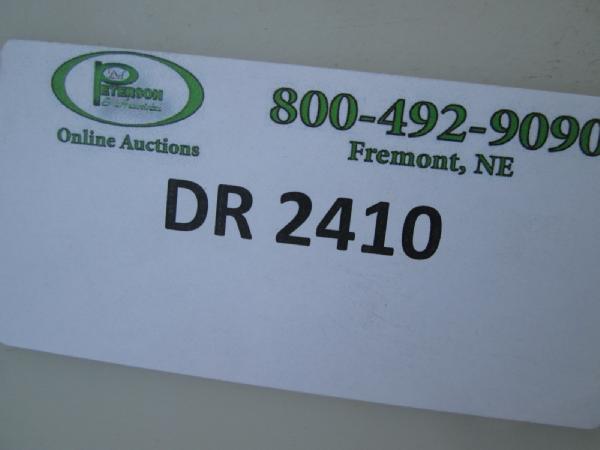 PETERSON
Online Auctions
800-492-9090
Fremont, NE
DR 2410